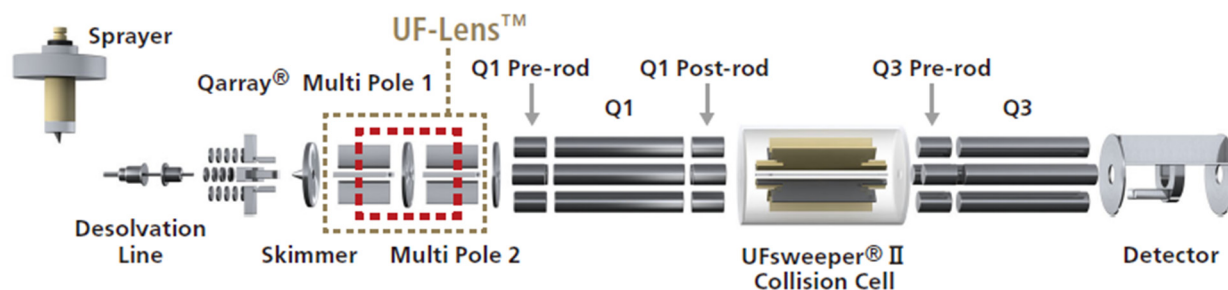 Sprayer
UF-Lens™
Qarray® Multi Pole 1
Q1 Pre-rod
Q1 Post-rod
Q3 Pre-rod
Q1
Q3
Desolvation
Line
Skimmer
Multi Pole 2
UFsweeper® II
Collision Cell
Detector